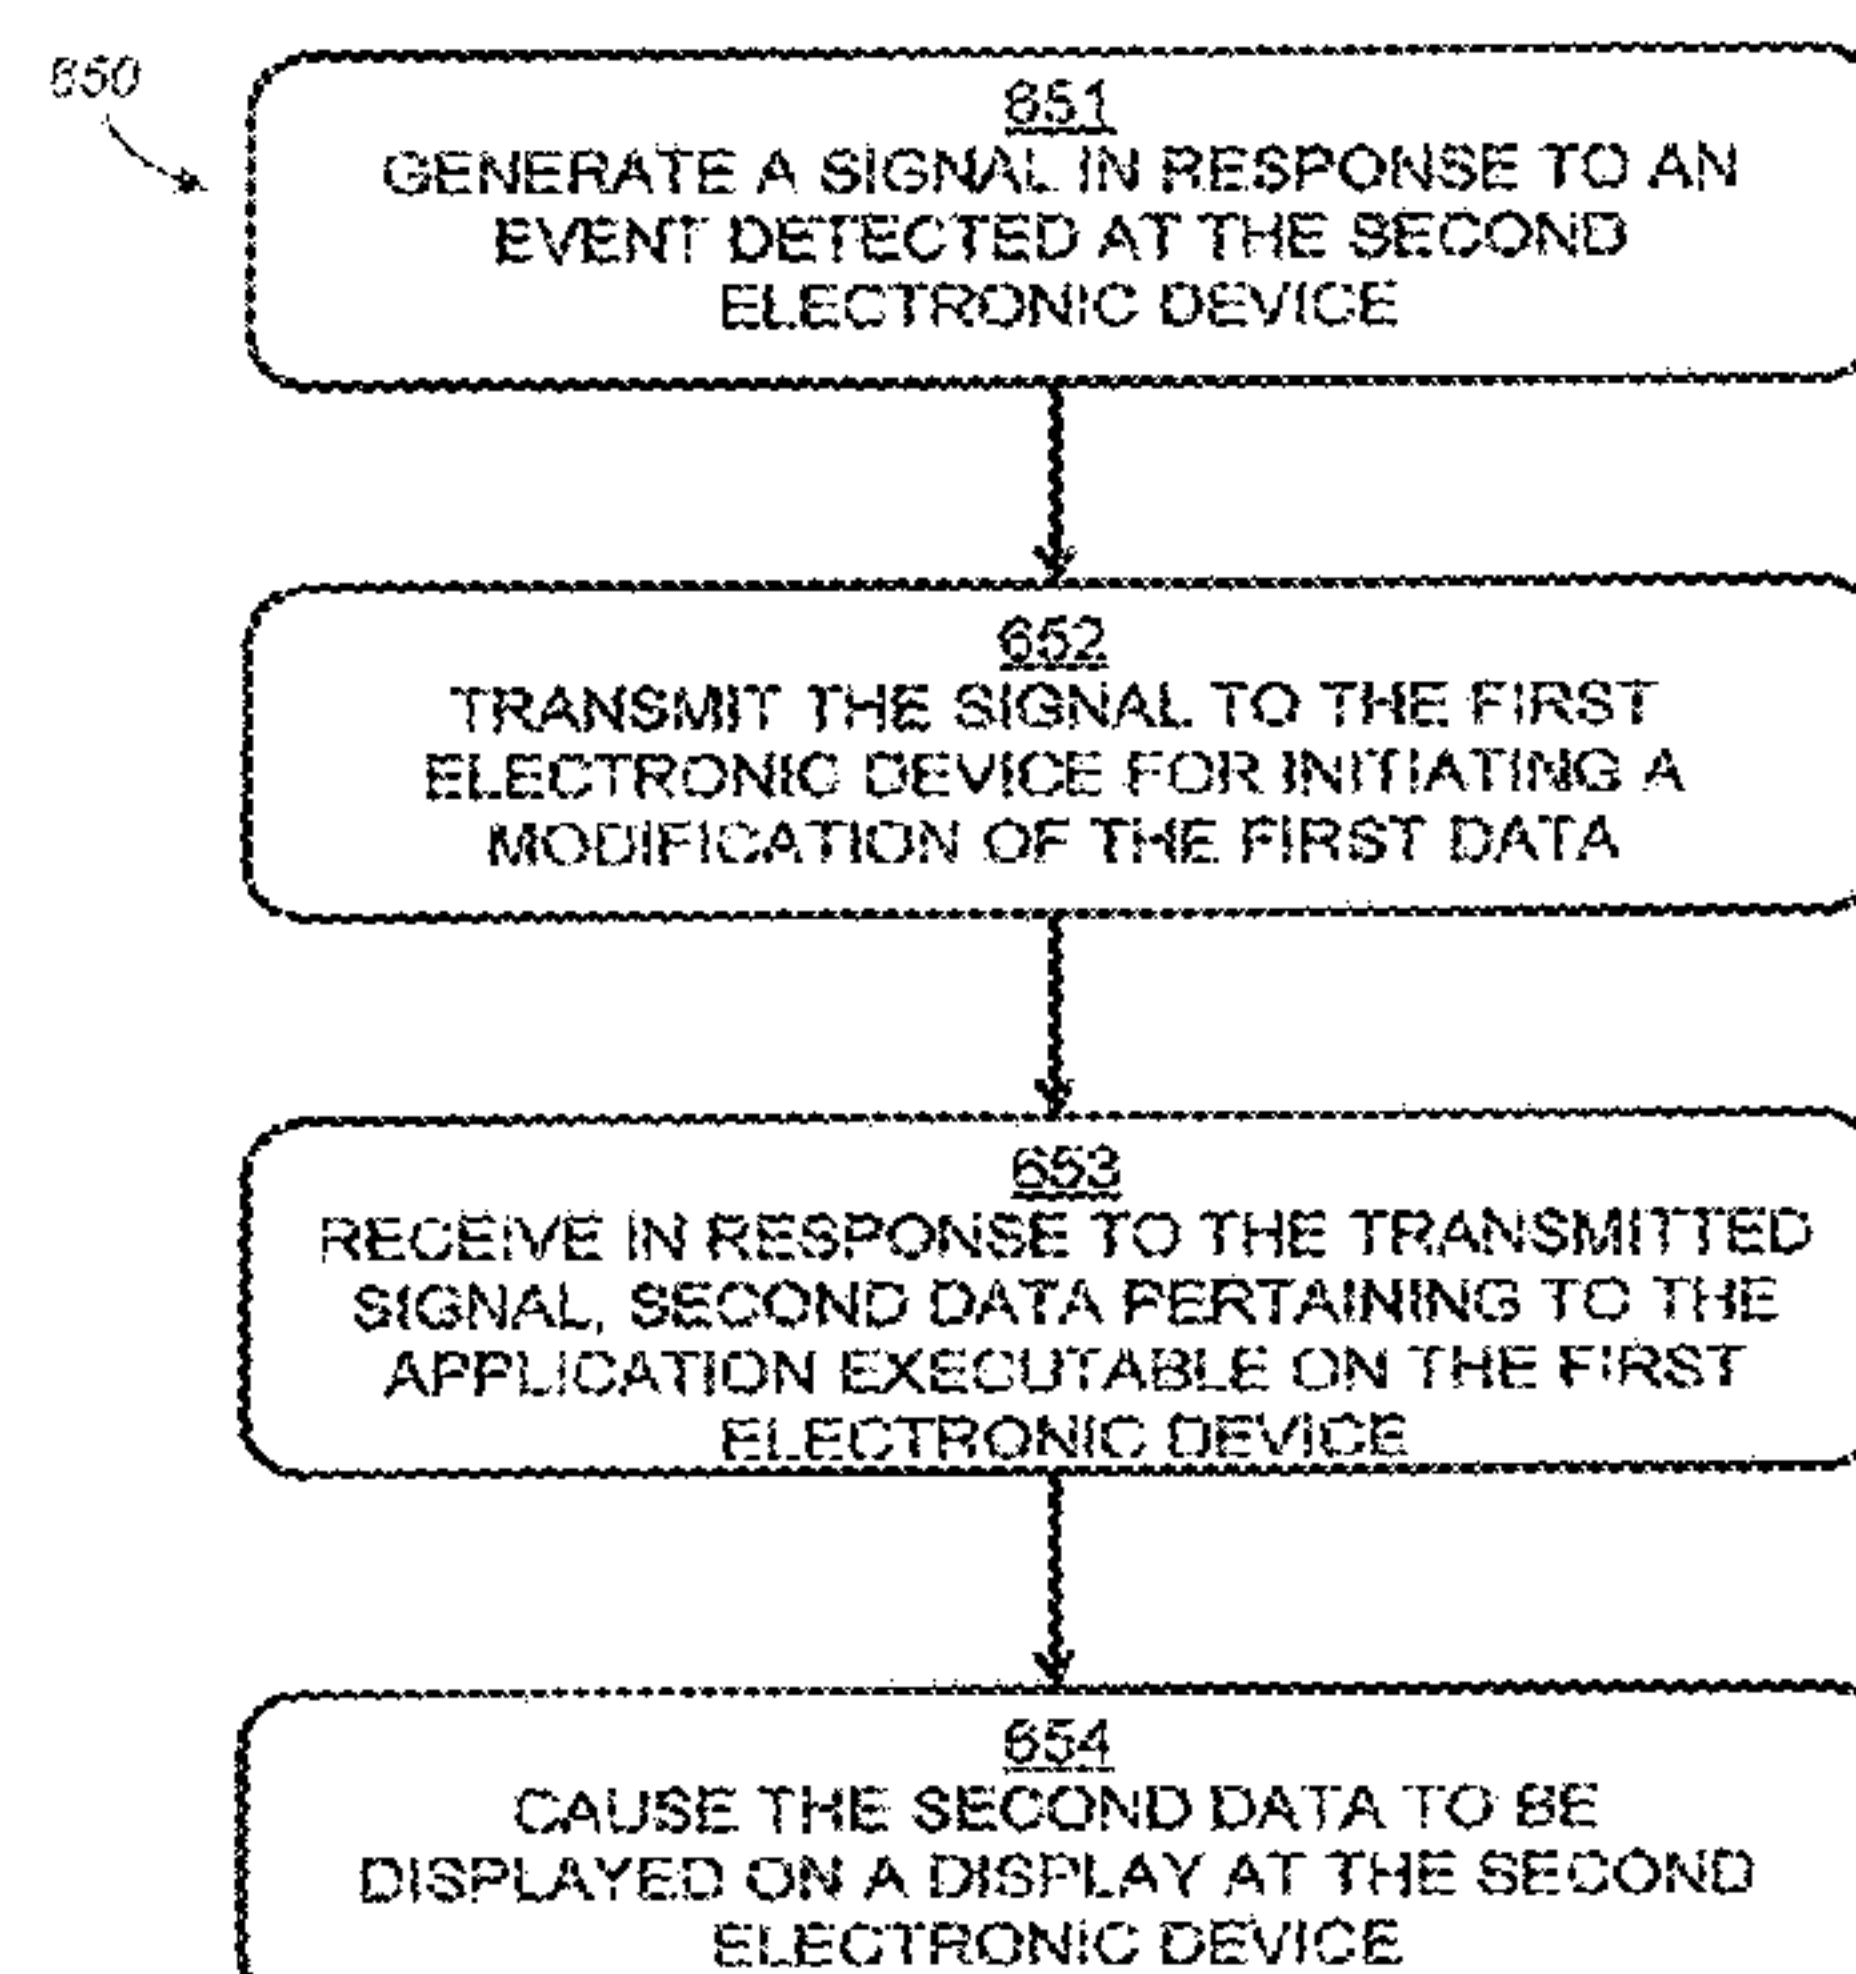 650
651
GENERATE A SIGNAL IN RESPONSE TO AN
EVENT DETECTED AT THE SECOND
ELECTRONIC DEVICE
652
TRANSMIT THE SIGNAL TO THE FIRST
ELECTRONIC DEVICE FOR INITIATING A
MODIFICATION OF THE FIRST DATA
653
RECEIVE IN RESPONSE TO THE TRANSMITTED
SIGNAL, SECOND DATA PERTAINING TO THE
APPLICATION EXECUTABLE ON THE FIRST
ELECTRONIC DEVICE
654
CAUSE THE SECOND DATA TO BE
DISPLAYED ON A DISPLAY AT THE SECOND
ELECTRONIC DEVICE